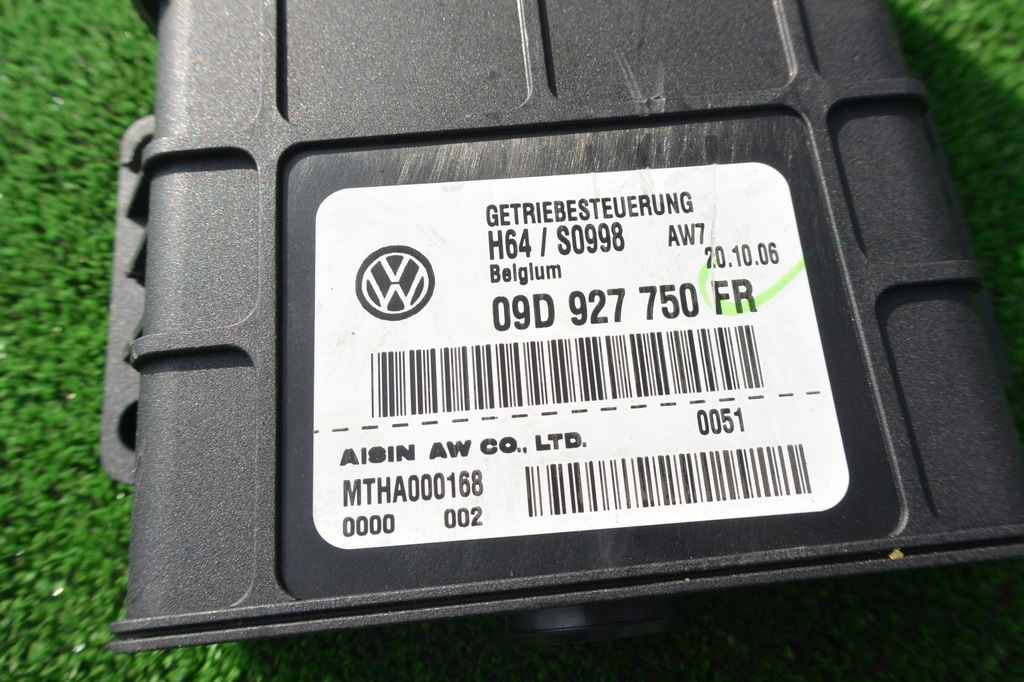 GETRIEBESTEUERUNG
H64 / S0998 AW7
Belgium 20.10.06
09D 927 750 FR
0051
AISIN AW CO., LTD.
MTHA000168
0000 002